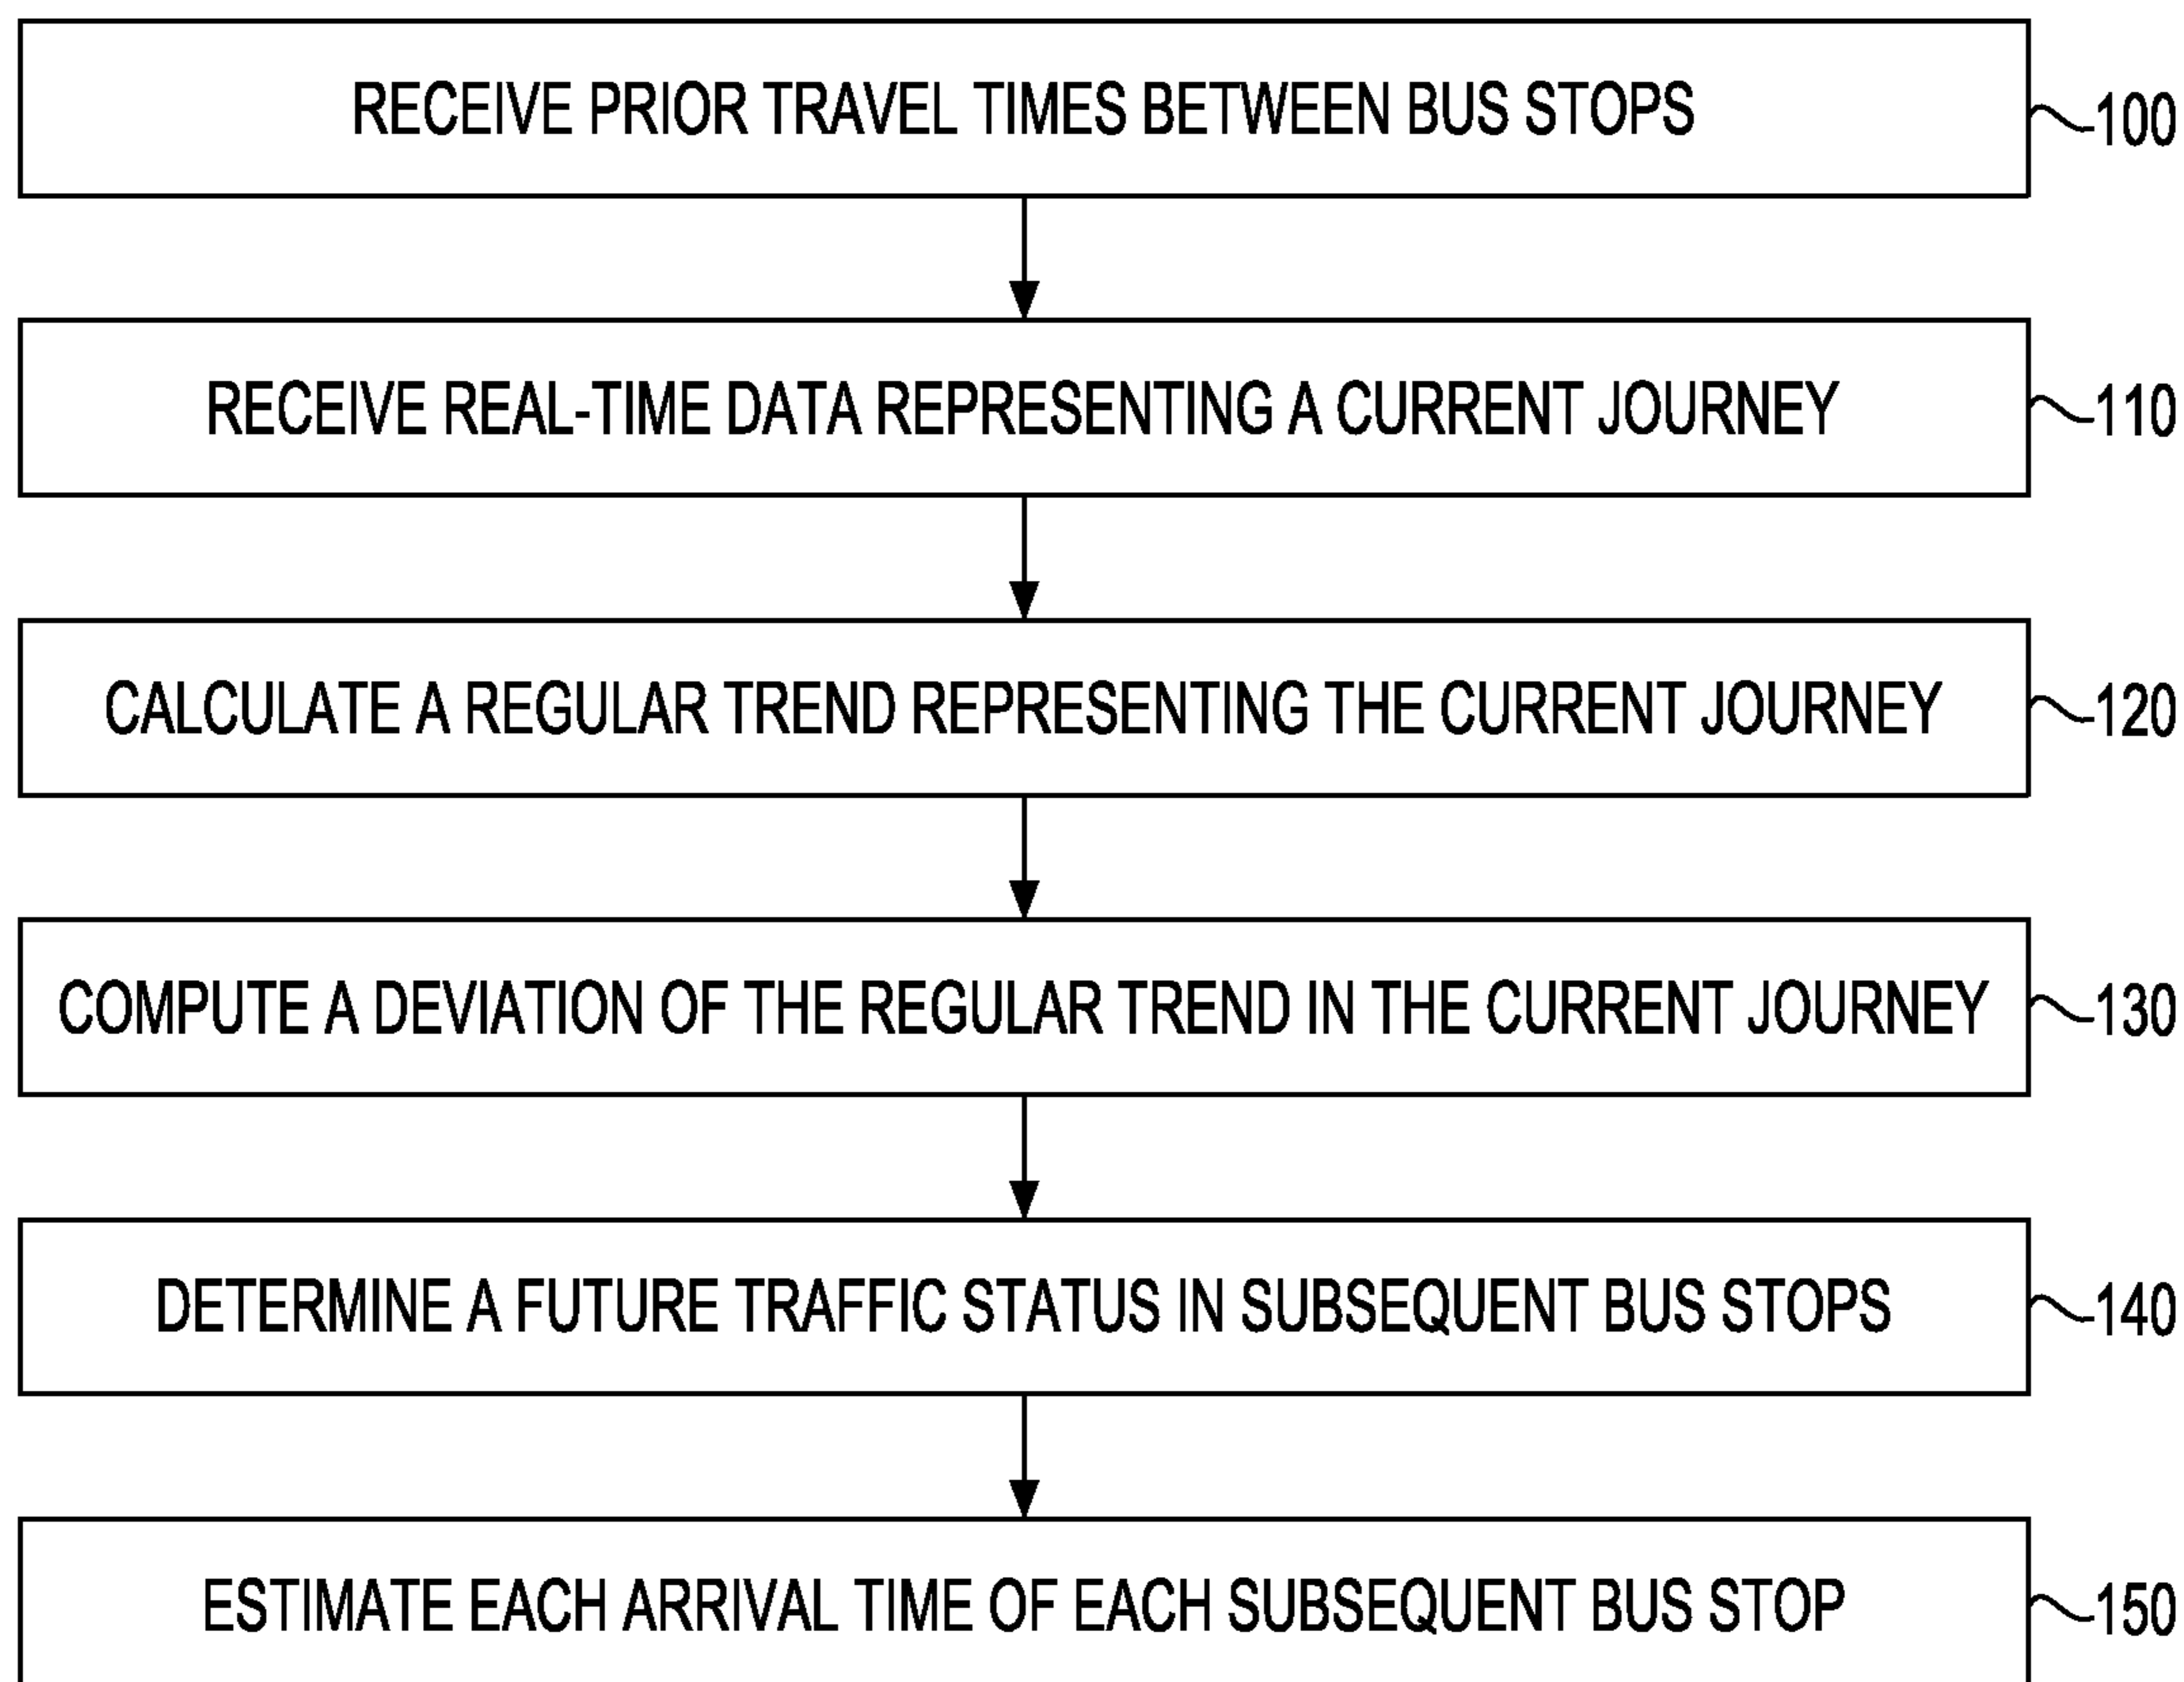 RECEIVE PRIOR TRAVEL TIMES BETWEEN BUS STOPS
100
RECEIVE REAL-TIME DATA REPRESENTING A CURRENT JOURNEY
110
CALCULATE A REGULAR TREND REPRESENTING THE CURRENT JOURNEY
120
COMPUTE A DEVIATION OF THE REGULAR TREND IN THE CURRENT JOURNEY
130
DETERMINE A FUTURE TRAFFIC STATUS IN SUBSEQUENT BUS STOPS
140
ESTIMATE EACH ARRIVAL TIME OF EACH SUBSEQUENT BUS STOP
150